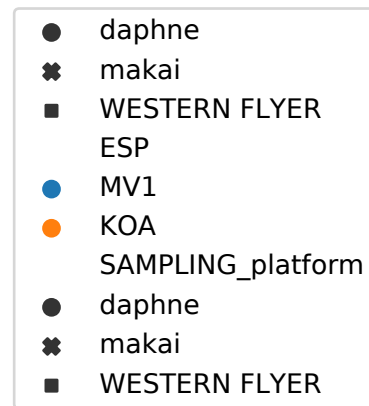 daphne
makai
WESTERN FLYER
ESP
MV1
KOA
SAMPLING_platform
daphne
makai
WESTERN FLYER